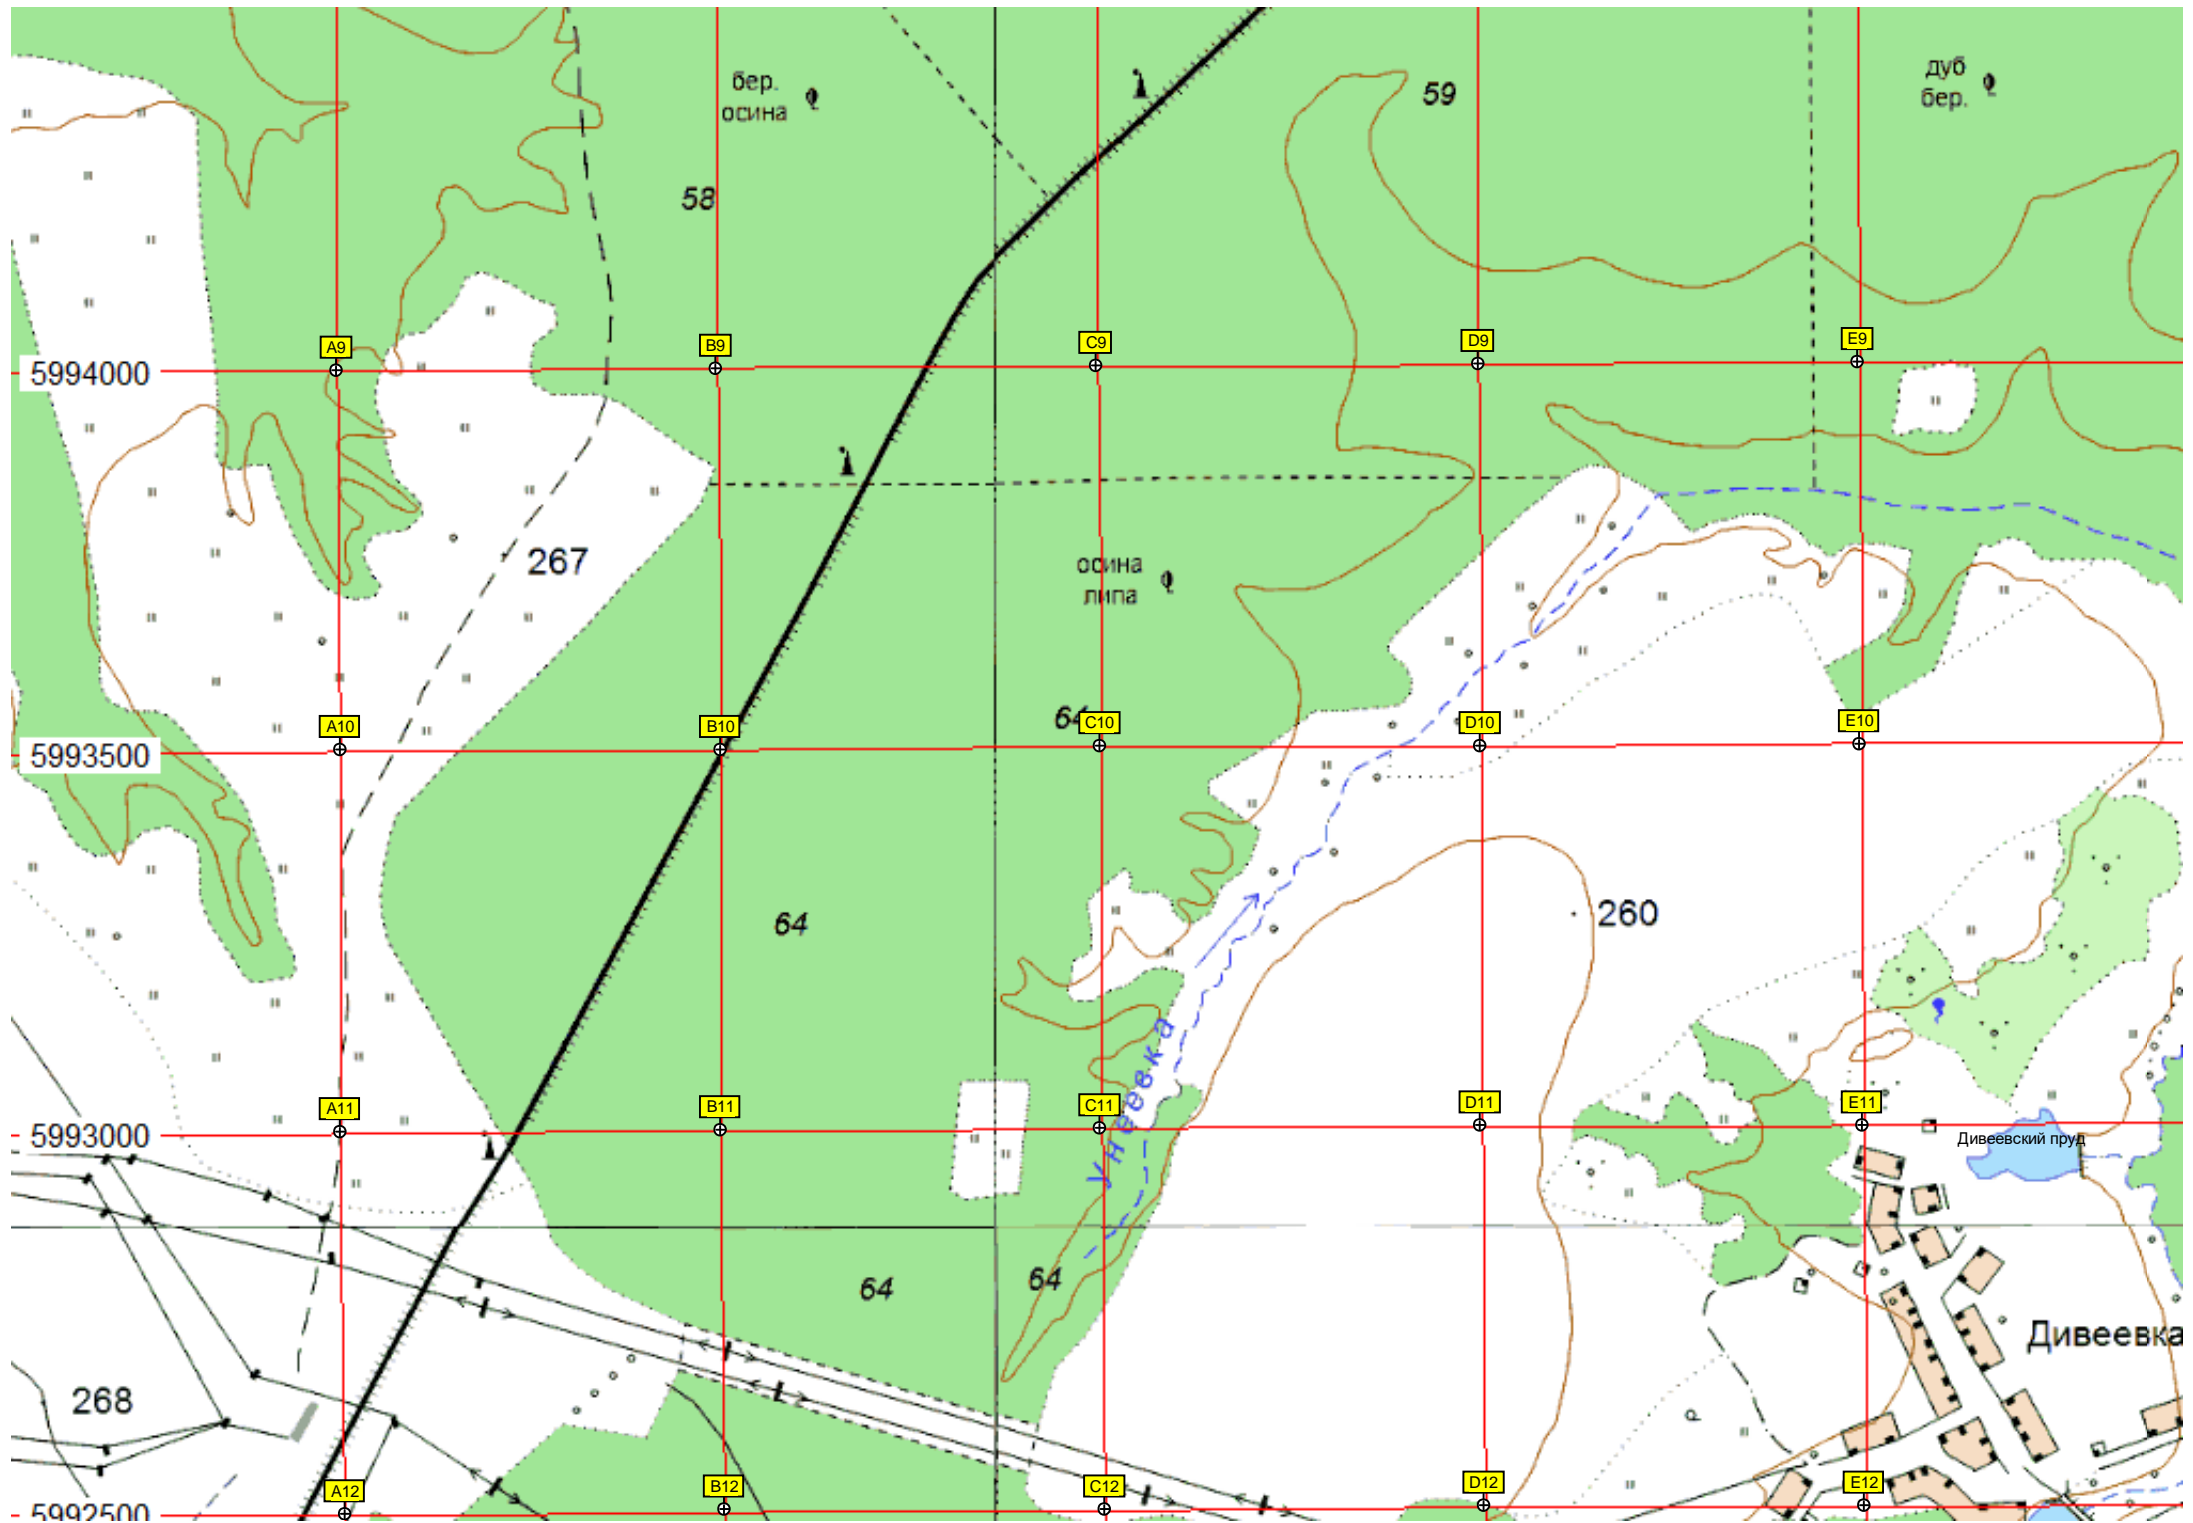 дуб
бер.
бер.
осина
59
58
A9
B9
C9
D9
E9
5994000
267
осина
липа
64
A10
B10
C10
D10
E10
5993500
64
260
Унеевка
A11
B11
C11
D11
E11
5993000
Дивеевский пруд
64
64
Дивеевка
268
P
A12
B12
C12
D12
E12
5992500